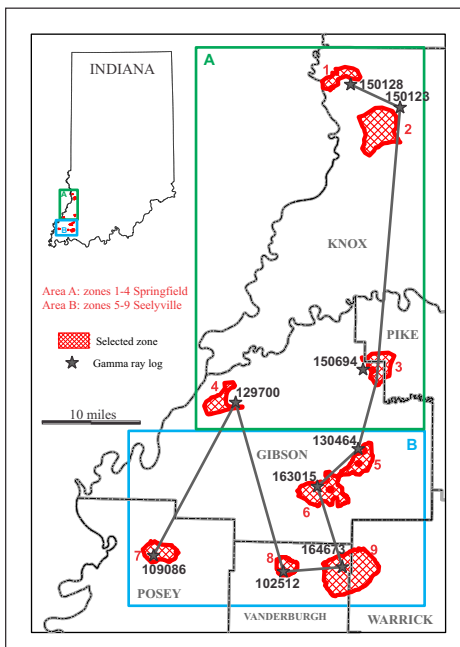 INDIANA
A
B
Area A: zones 1-4 Springfield
Area B: zones 5-9 Seelyville
Selected zone
Gamma ray log
10 miles
A
1
150128
150123
2
KNOX
PIKE
150694
3
4
129700
130464
B
GIBSON
163015
5
6
7
109086
8
102512
164673
9
POSEY
VANDERBURGH
WARRICK